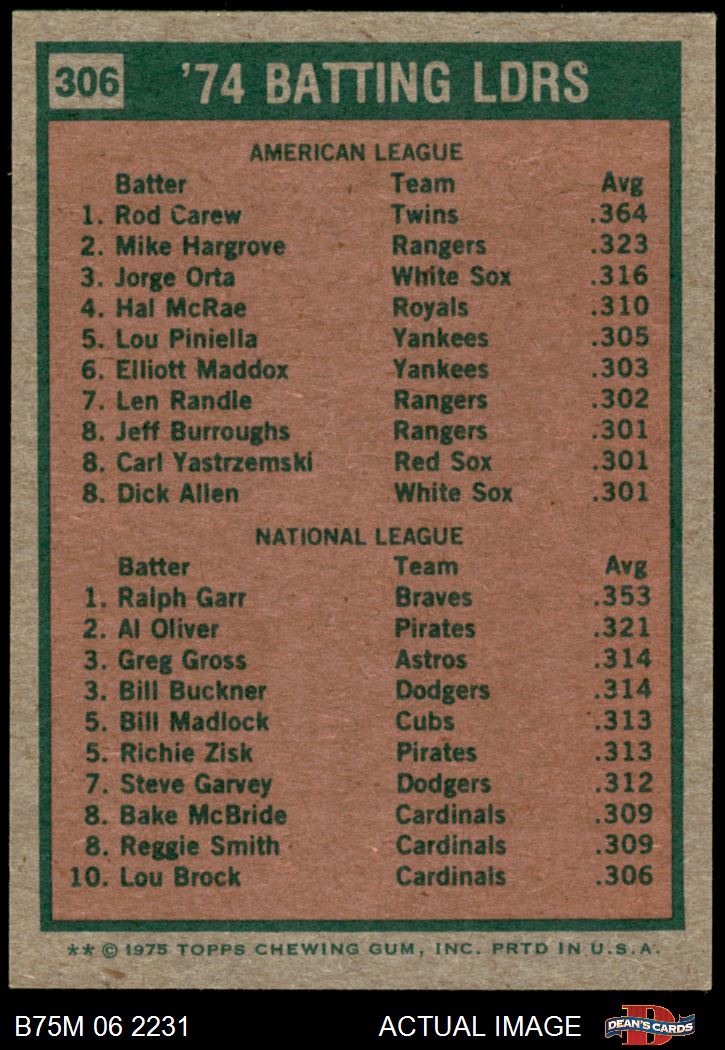 306 '74 BATTING LDRS
AMERICAN LEAGUE
Batter Team Avg
1. Rod Carew Twins .364
2. Mike Hargrove Rangers .323
3. Jorge Orta White Sox .316
4. Hal McRae Royals .310
5. Lou Piniella Yankees .305
6. Elliott Maddox Yankees .303
7. Len Randle Rangers .302
8. Jeff Burroughs Rangers .301
8. Carl Yastrzemski Red Sox .301
8. Dick Allen White Sox .301
NATIONAL LEAGUE
Batter Team Avg
1. Ralph Garr Braves .353
2. Al Oliver Pirates .321
3. Greg Gross Astros .314
3. Bill Buckner Dodgers .314
5. Bill Madlock Cubs .313
5. Richie Zisk Pirates .313
7. Steve Garvey Dodgers .312
8. Bake McBride Cardinals .309
8. Reggie Smith Cardinals .309
10. Lou Brock Cardinals .306
** © 1975 TOPPS CHEWING GUM, INC. PRTD IN U.S.A.
B75M 06 2231 ACTUAL IMAGE D DEAN'S CARDS